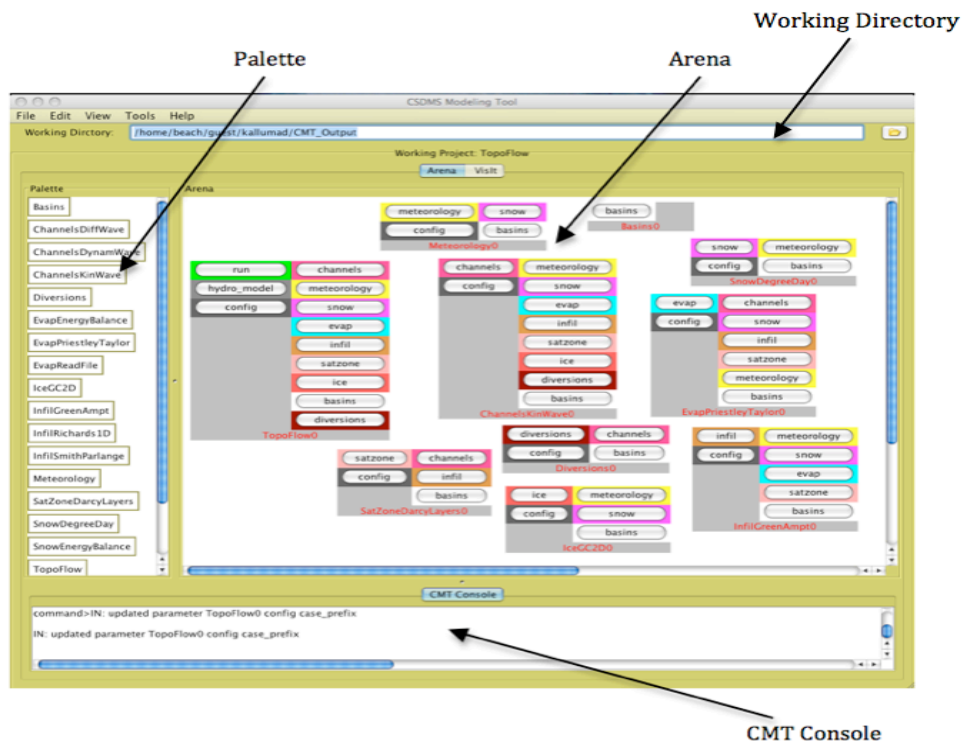 Working Directory
Palette
Arena
CSDMS Modeling Tool
File Edit View Tools Help
Working Dirctory: /home/beach/guest/kallumad/CMT_Output
Working Project: TopoFlow
Arena VisIt
Palette
Basins
ChannelsDiffWave
ChannelsDynamWave
ChannelsKinWave
Diversions
EvapEnergyBalance
EvapPriestleyTaylor
EvapReadFile
IceGC2D
InfilGreenAmpt
InfilRichards1D
InfilSmithParlange
Meteorology
SatZoneDarcyLayers
SnowDegreeDay
SnowEnergyBalance
TopoFlow
Arena
meteorology snow
config basins
Meteorology0
basins
Basins0
snow meteorology
config basins
SnowDegreeDay0
run channels
hydro_model meteorology
config snow
evap
infil
satzone
ice
basins
diversions
TopoFlow0
channels meteorology
config snow
evap
infil
satzone
ice
diversions
basins
ChannelsKinWave0
evap channels
config snow
infil
satzone
meteorology
basins
EvapPriestleyTaylor0
satzone channels
config infil
basins
SatZoneDarcyLayers0
diversions channels
config basins
Diversions0
ice meteorology
config snow
basins
IceGC2D0
infil meteorology
config snow
evap
satzone
basins
InfilGreenAmpt0
CMT Console
command>IN: updated parameter TopoFlow0 config case_prefix
IN: updated parameter TopoFlow0 config case_prefix
CMT Console